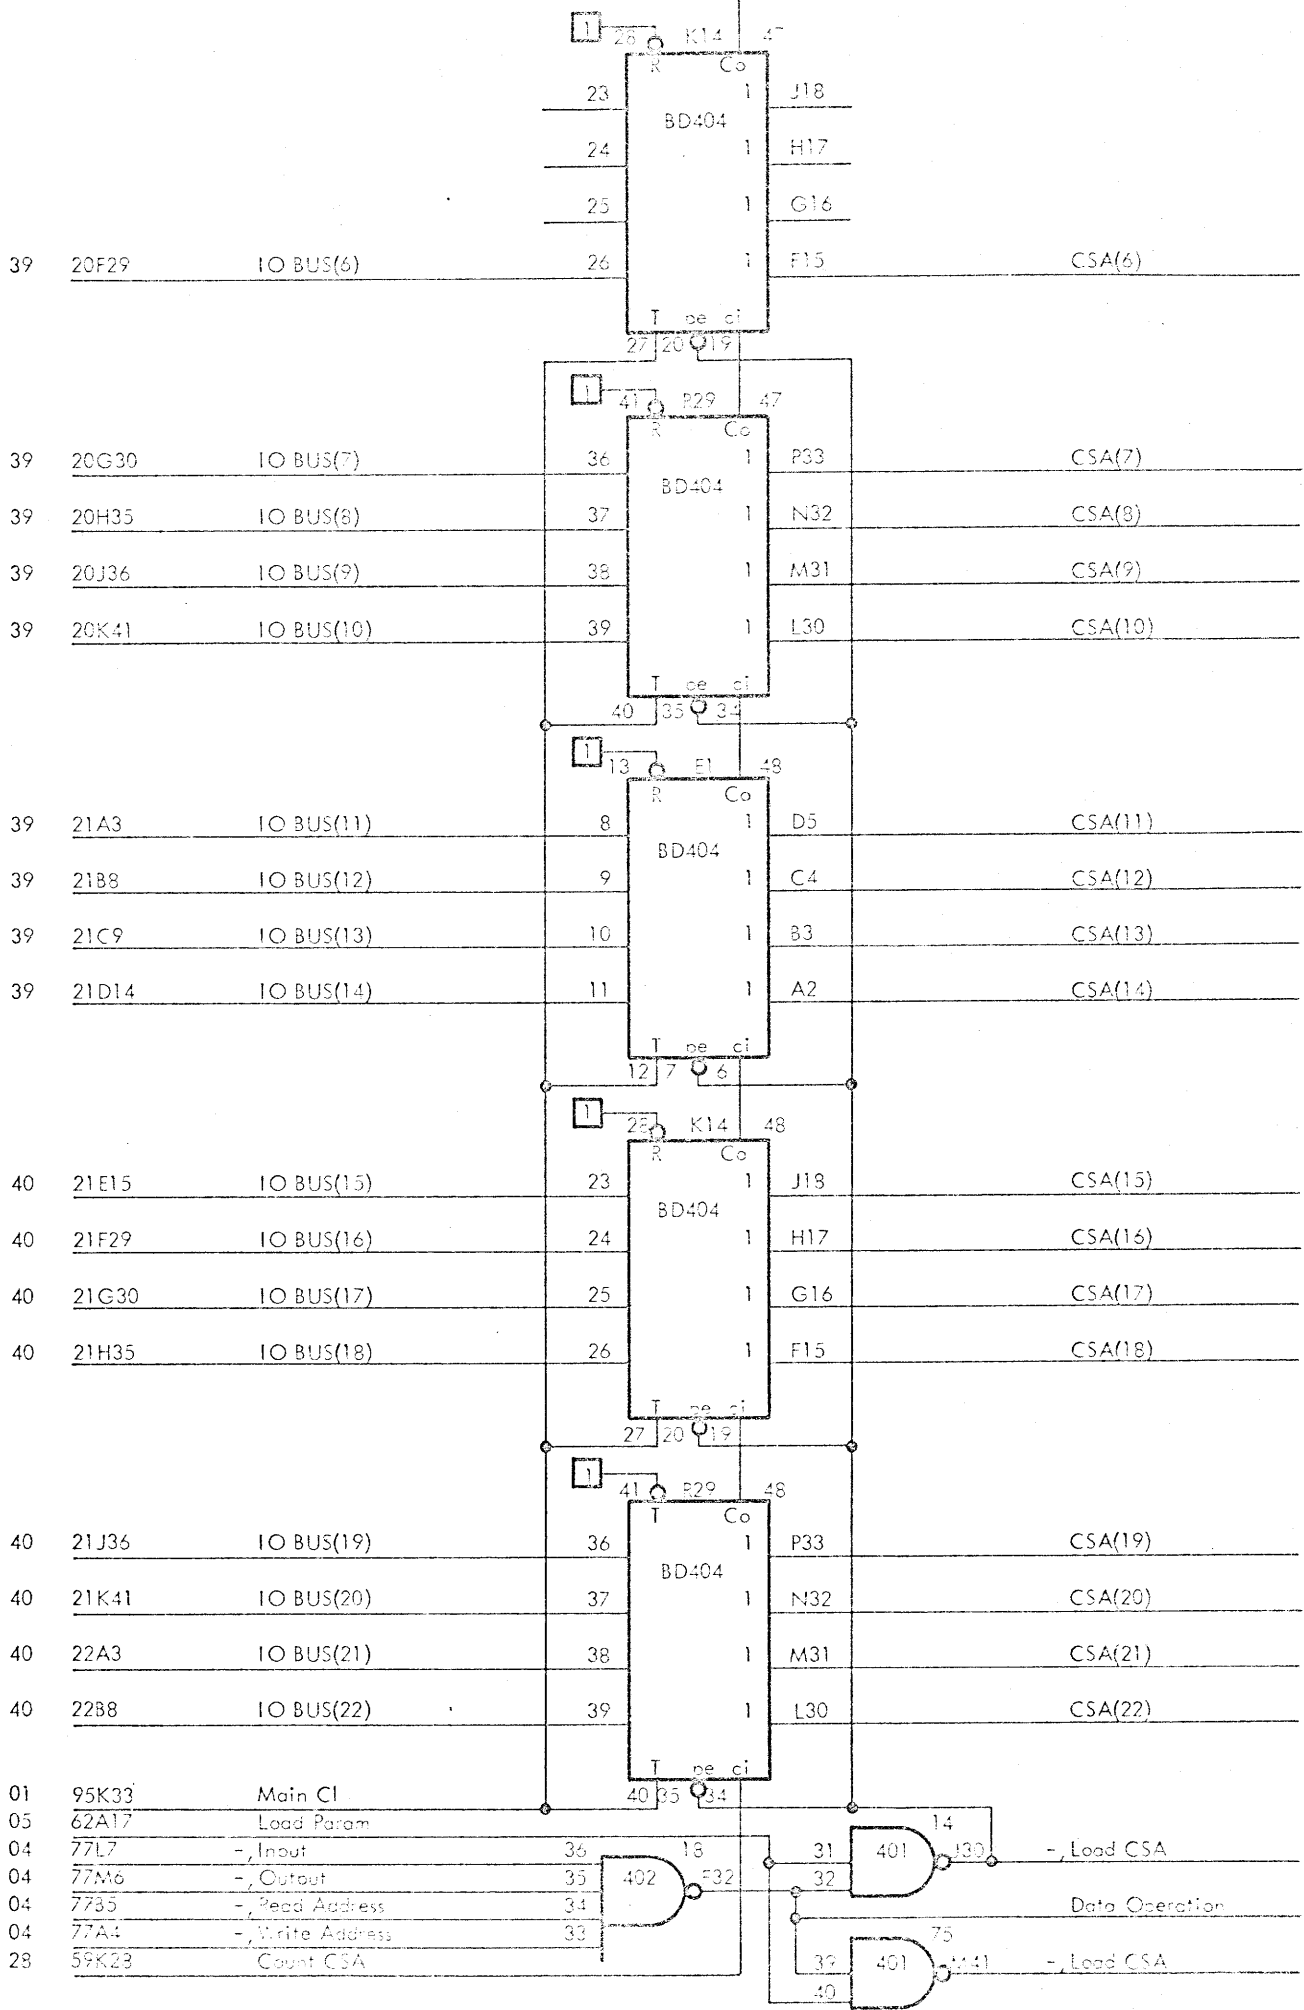 1 28 K14
R Co
23 1 J18
BD404
24 1 H17
25 1 G16
39 20F29 IO BUS(6) 26 1 F15 CSA(6)
T pe ci
27 20 19
1 41 R29 47
R Co
39 20G30 IO BUS(7) 36 1 P33 CSA(7)
BD404
39 20H35 IO BUS(8) 37 1 N32 CSA(8)
39 20J36 IO BUS(9) 38 1 M31 CSA(9)
39 20K41 IO BUS(10) 39 1 L30 CSA(10)
T pe ci
40 35 34
1 13 E1 48
R Co
39 21A3 IO BUS(11) 8 1 D5 CSA(11)
BD404
39 21B8 IO BUS(12) 9 1 C4 CSA(12)
39 21C9 IO BUS(13) 10 1 B3 CSA(13)
39 21D14 IO BUS(14) 11 1 A2 CSA(14)
T pe ci
12 7 6
1 28 K14 48
R Co
40 21E15 IO BUS(15) 23 1 J18 CSA(15)
BD404
40 21F29 IO BUS(16) 24 1 H17 CSA(16)
40 21G30 IO BUS(17) 25 1 G16 CSA(17)
40 21H35 IO BUS(18) 26 1 F15 CSA(18)
T pe ci
27 20 19
1 41 R29 48
T Co
40 21J36 IO BUS(19) 36 1 P33 CSA(19)
BD404
40 21K41 IO BUS(20) 37 1 N32 CSA(20)
40 22A3 IO BUS(21) 38 1 M31 CSA(21)
40 22B8 IO BUS(22) 39 1 L30 CSA(22)
T pe ci
01 95K33 Main Cl 40 35 34
05 62A17 Load Param 14
04 77L7 -,Input 36 18 31 401 J30 -,Load CSA
04 77M6 -,Output 35 402 F32 32
04 77B5 -,Read Address 34 Data Operation
04 77A4 -,Write Address 33 75
28 59K23 Count CSA 39 401 M41 -,Load CSA
40